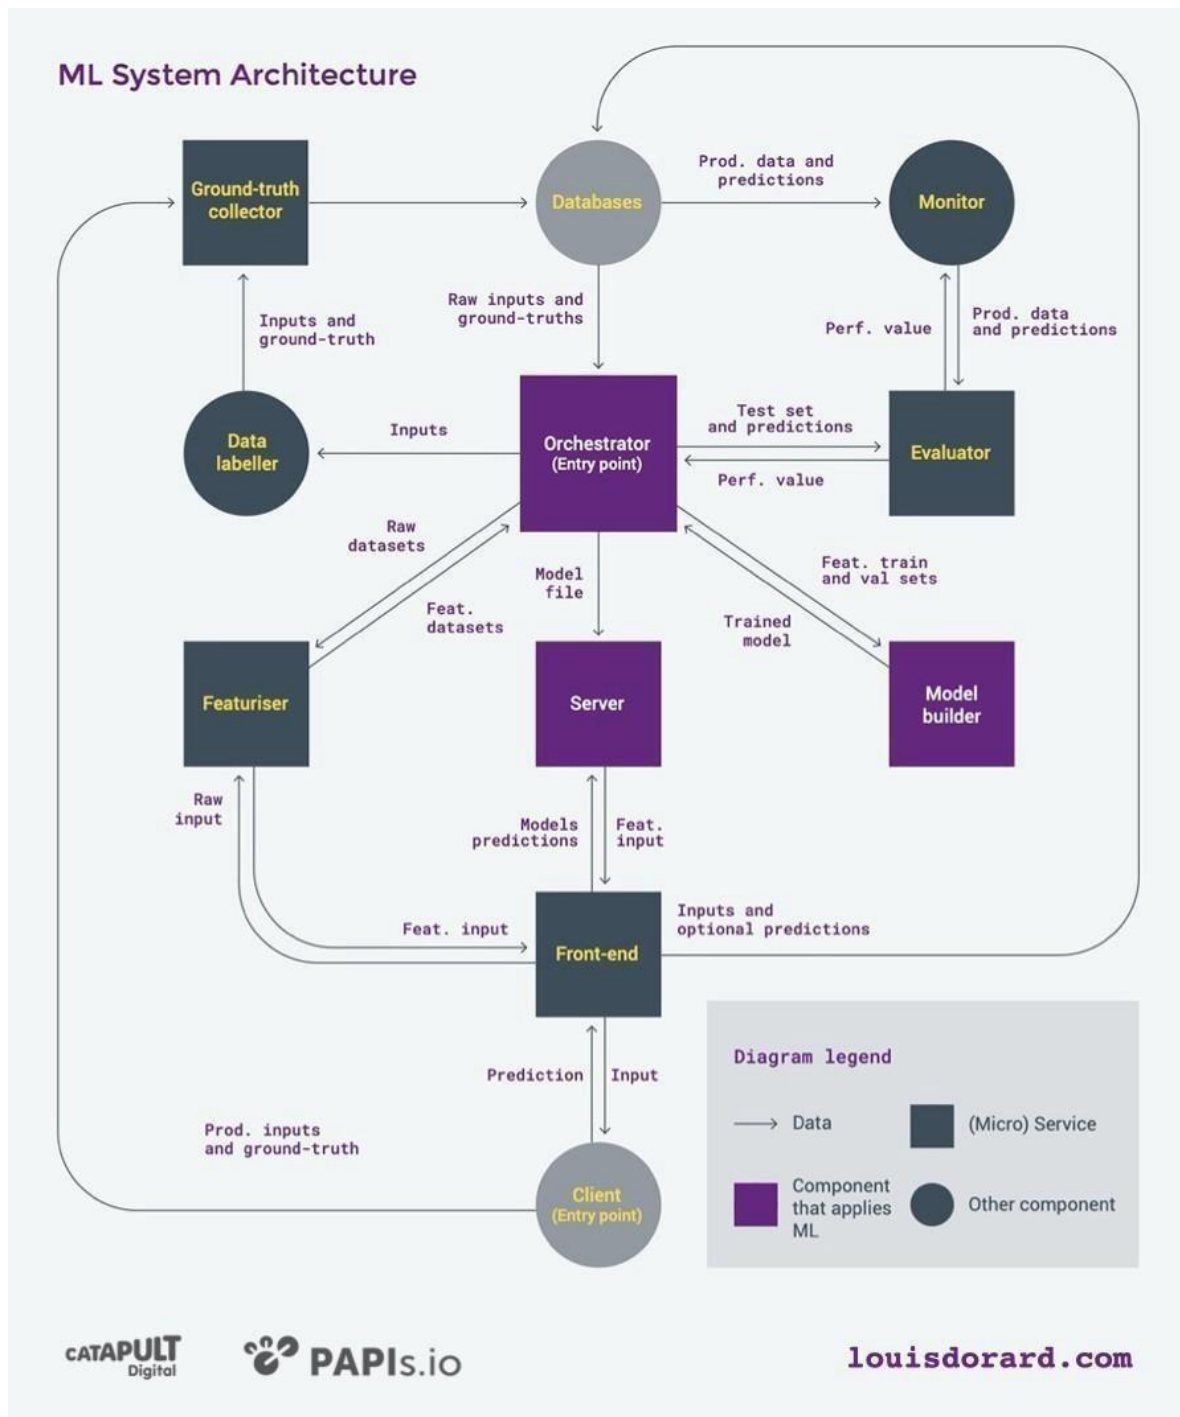 ML System Architecture
Ground-truth
collector
Databases
Prod. data and
predictions
Monitor
Inputs and
ground-truth
Raw inputs and
ground-truths
Perf. value
Prod. data
and predictions
Data
labeller
Inputs
Orchestrator
(Entry point)
Test set
and predictions
Perf. value
Evaluator
Raw
datasets
Feat.
datasets
Model
file
Trained
model
Feat. train
and val sets
Featuriser
Server
Model
builder
Raw
input
Models
predictions
Feat.
input
Feat. input
Front-end
Inputs and
optional predictions
Prediction
Input
Prod. inputs
and ground-truth
Client
(Entry point)
Diagram legend
Data
(Micro) Service
Component
that applies
ML
Other component
CATAPULT
Digital
PAPIs.io
louisdorard.com